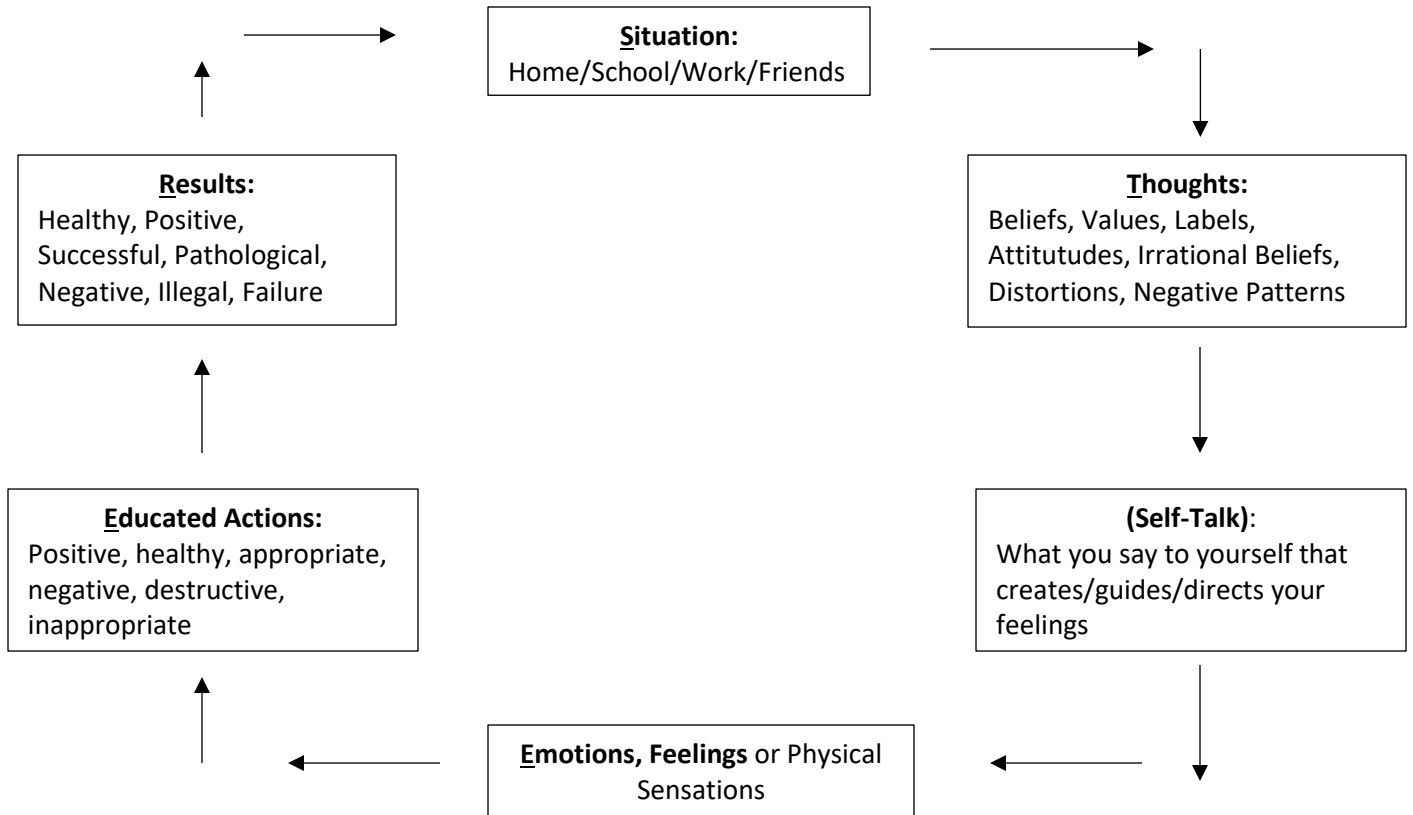 Situation:
Home/School/Work/Friends
Thoughts:
Beliefs, Values, Labels,
Attitutudes, Irrational Beliefs,
Distortions, Negative Patterns
(Self-Talk):
What you say to yourself that
creates/guides/directs your
feelings
Emotions, Feelings or Physical
Sensations
Educated Actions:
Positive, healthy, appropriate,
negative, destructive,
inappropriate
Results:
Healthy, Positive,
Successful, Pathological,
Negative, Illegal, Failure